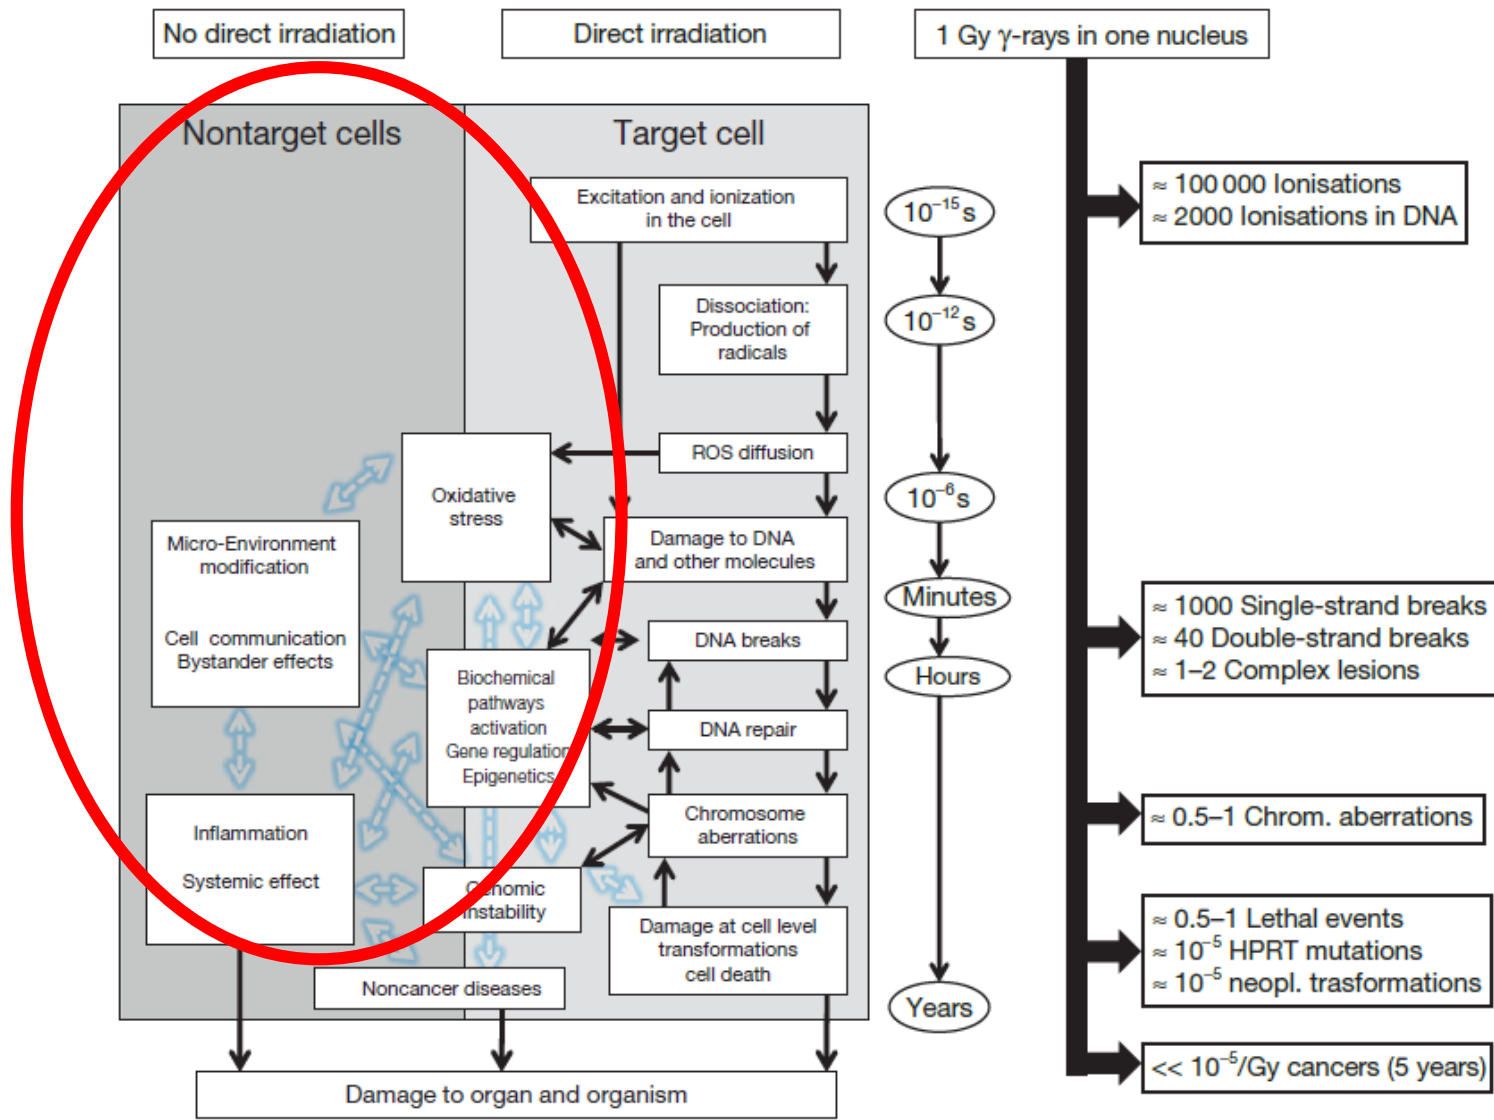 No direct irradiation
Direct irradiation
1 Gy γ-rays in one nucleus
Nontarget cells
Target cell
Excitation and ionization
in the cell
Dissociation:
Production of
radicals
ROS diffusion
Oxidative
stress
Damage to DNA
and other molecules
Micro-Environment
modification
Cell communication
Bystander effects
DNA breaks
Biochemical
pathways
activation
Gene regulation
Epigenetics
DNA repair
Chromosome
aberrations
Inflammation
Systemic effect
Genomic
instability
Damage at cell level
transformations
cell death
Noncancer diseases
Damage to organ and organism
10⁻¹⁵ s
10⁻¹² s
10⁻⁶ s
Minutes
Hours
Years
≈ 100 000 Ionisations
≈ 2000 Ionisations in DNA
≈ 1000 Single-strand breaks
≈ 40 Double-strand breaks
≈ 1–2 Complex lesions
≈ 0.5–1 Chrom. aberrations
≈ 0.5–1 Lethal events
≈ 10⁻⁵ HPRT mutations
≈ 10⁻⁵ neopl. trasformations
<< 10⁻⁵/Gy cancers (5 years)